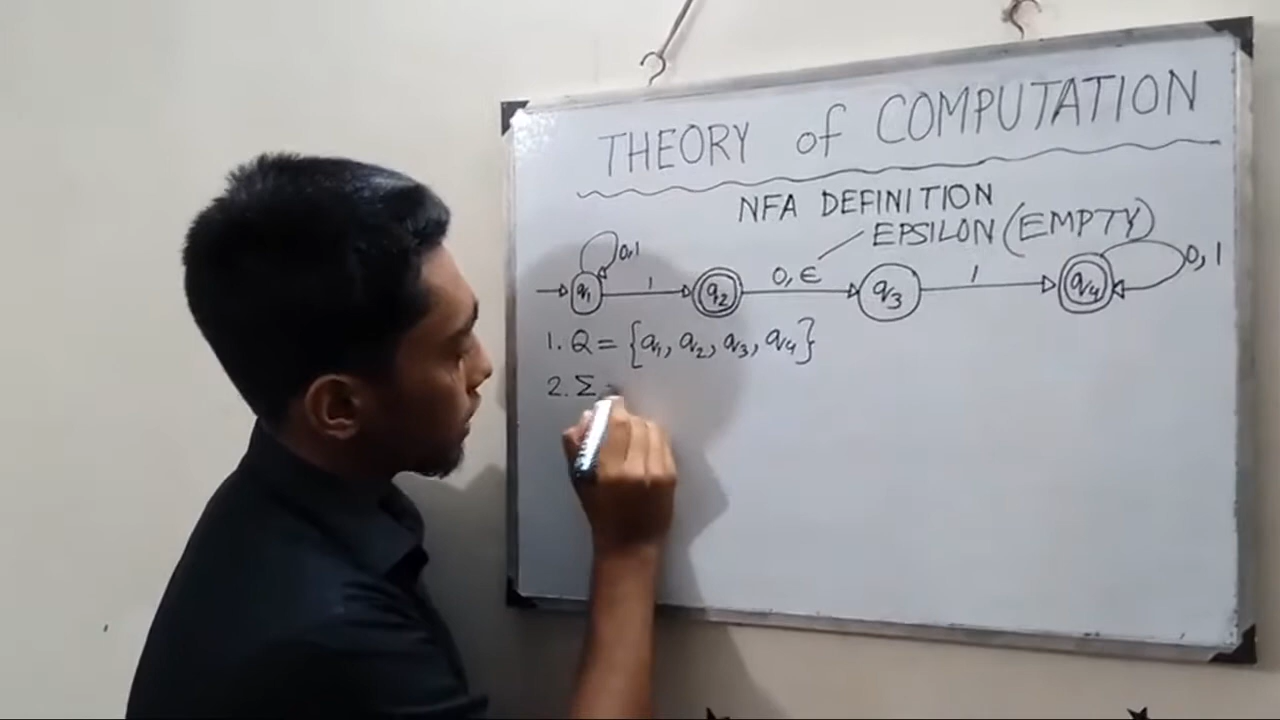 THEORY of COMPUTATION
NFA DEFINITION
EPSILON (EMPTY)
0,1 1 0, ∈ 1 0, 1
q1 q2 q3 q4
1. Q = {q1, q2, q3, q4}
2. Σ =